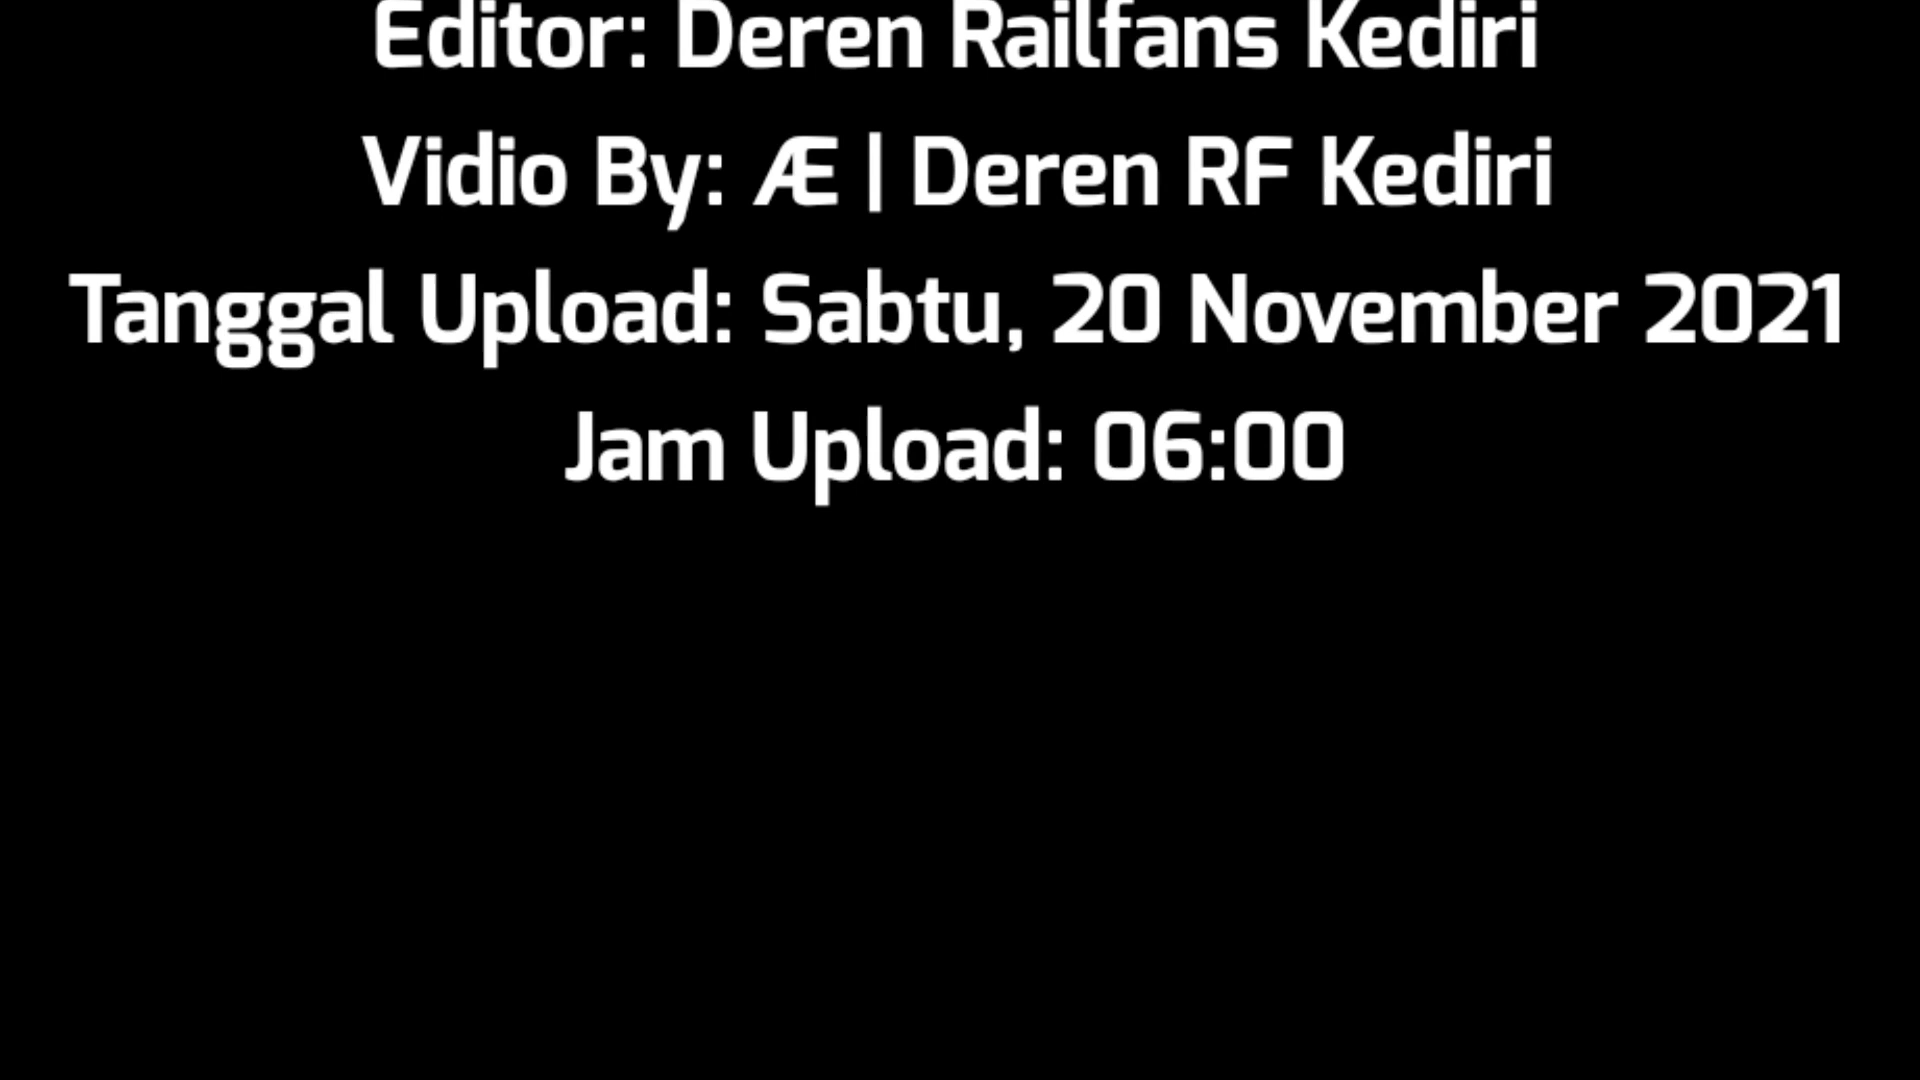 Editor: Deren Railfans Kediri
Vidio By: Æ | Deren RF Kediri
Tanggal Upload: Sabtu, 20 November 2021
Jam Upload: 06:00